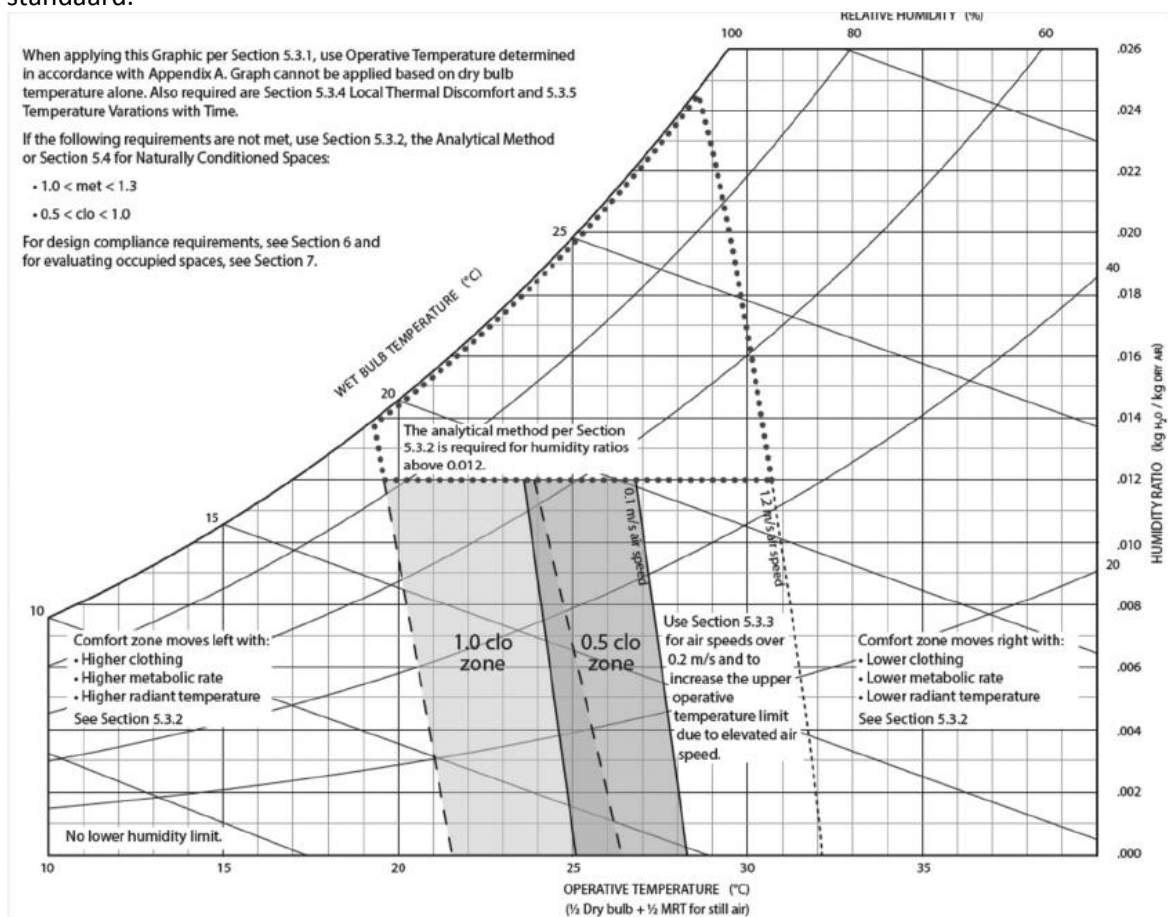 standaard.
RELATIVE HUMIDITY (%)
100 80 60
When applying this Graphic per Section 5.3.1, use Operative Temperature determined
in accordance with Appendix A. Graph cannot be applied based on dry bulb
temperature alone. Also required are Section 5.3.4 Local Thermal Discomfort and 5.3.5
Temperature Varations with Time.
If the following requirements are not met, use Section 5.3.2, the Analytical Method
or Section 5.4 for Naturally Conditioned Spaces:
• 1.0 < met < 1.3
• 0.5 < clo < 1.0
For design compliance requirements, see Section 6 and
for evaluating occupied spaces, see Section 7.
WET BULB TEMPERATURE (°C)
10
15
20
25
The analytical method per Section
5.3.2 is required for humidity ratios
above 0.012.
0.1 m/s air speed
1.2 m/s air speed
1.0 clo
zone
0.5 clo
zone
Comfort zone moves left with:
• Higher clothing
• Higher metabolic rate
• Higher radiant temperature
See Section 5.3.2
Use Section 5.3.3
for air speeds over
0.2 m/s and to
increase the upper
operative
temperature limit
due to elevated air
speed.
Comfort zone moves right with:
• Lower clothing
• Lower metabolic rate
• Lower radiant temperature
See Section 5.3.2
No lower humidity limit.
40
20
.026
.024
.022
.020
.018
.016
.014
.012
.010
.008
.006
.004
.002
.000
HUMIDITY RATIO (kg H₂O / kg DRY AIR)
10 15 20 25 30 35
OPERATIVE TEMPERATURE (°C)
(½ Dry bulb + ½ MRT for still air)